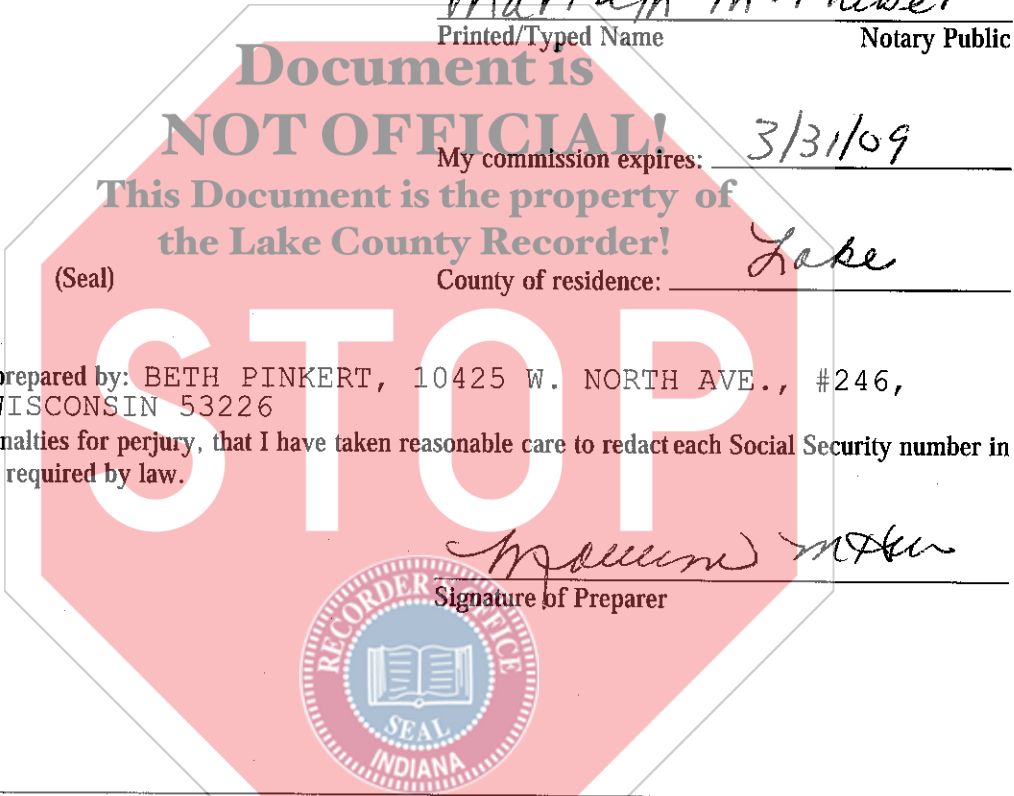 Printed/Typed Name Notary Public
Document is
NOT OFFICIAL!
My commission expires: 3/31/09
This Document is the property of
the Lake County Recorder!
(Seal) County of residence: Lake
STOP
prepared by: BETH PINKERT, 10425 W. NORTH AVE., #246,
WISCONSIN 53226
nalties for perjury, that I have taken reasonable care to redact each Social Security number in
required by law.
Signature of Preparer
RECORDER'S OFFICE
SEAL
INDIANA